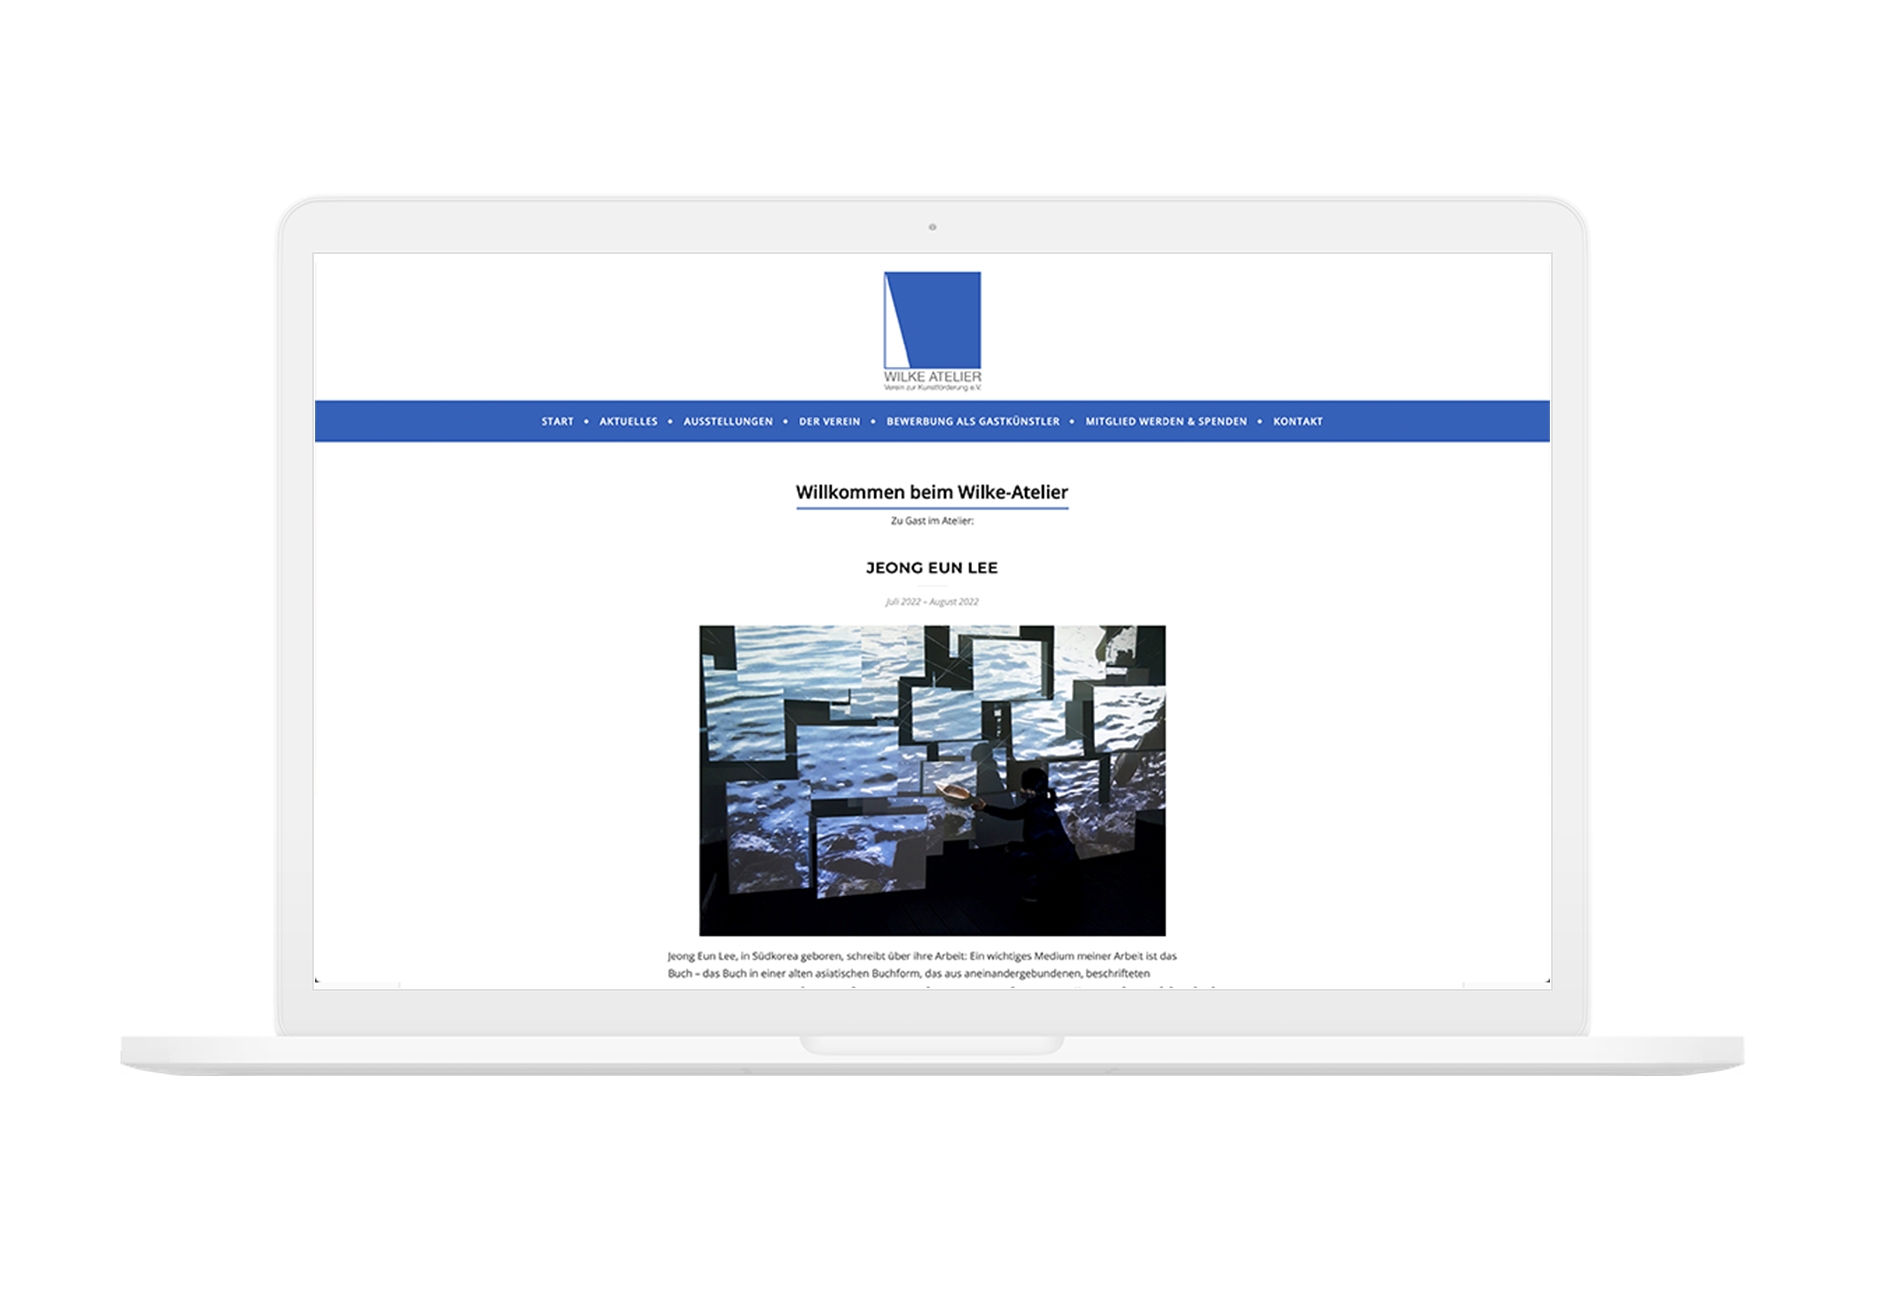 WILKE ATELIER
Verein zur Kunstförderung e.V.
START • AKTUELLES • AUSSTELLUNGEN • DER VEREIN • BEWERBUNG ALS GASTKÜNSTLER • MITGLIED WERDEN & SPENDEN • KONTAKT
Willkommen beim Wilke-Atelier
Zu Gast im Atelier:
JEONG EUN LEE
Juli 2022 – August 2022
Jeong Eun Lee, in Südkorea geboren, schreibt über ihre Arbeit: Ein wichtiges Medium meiner Arbeit ist das
Buch – das Buch in einer alten asiatischen Buchform, das aus aneinandergebundenen, beschrifteten